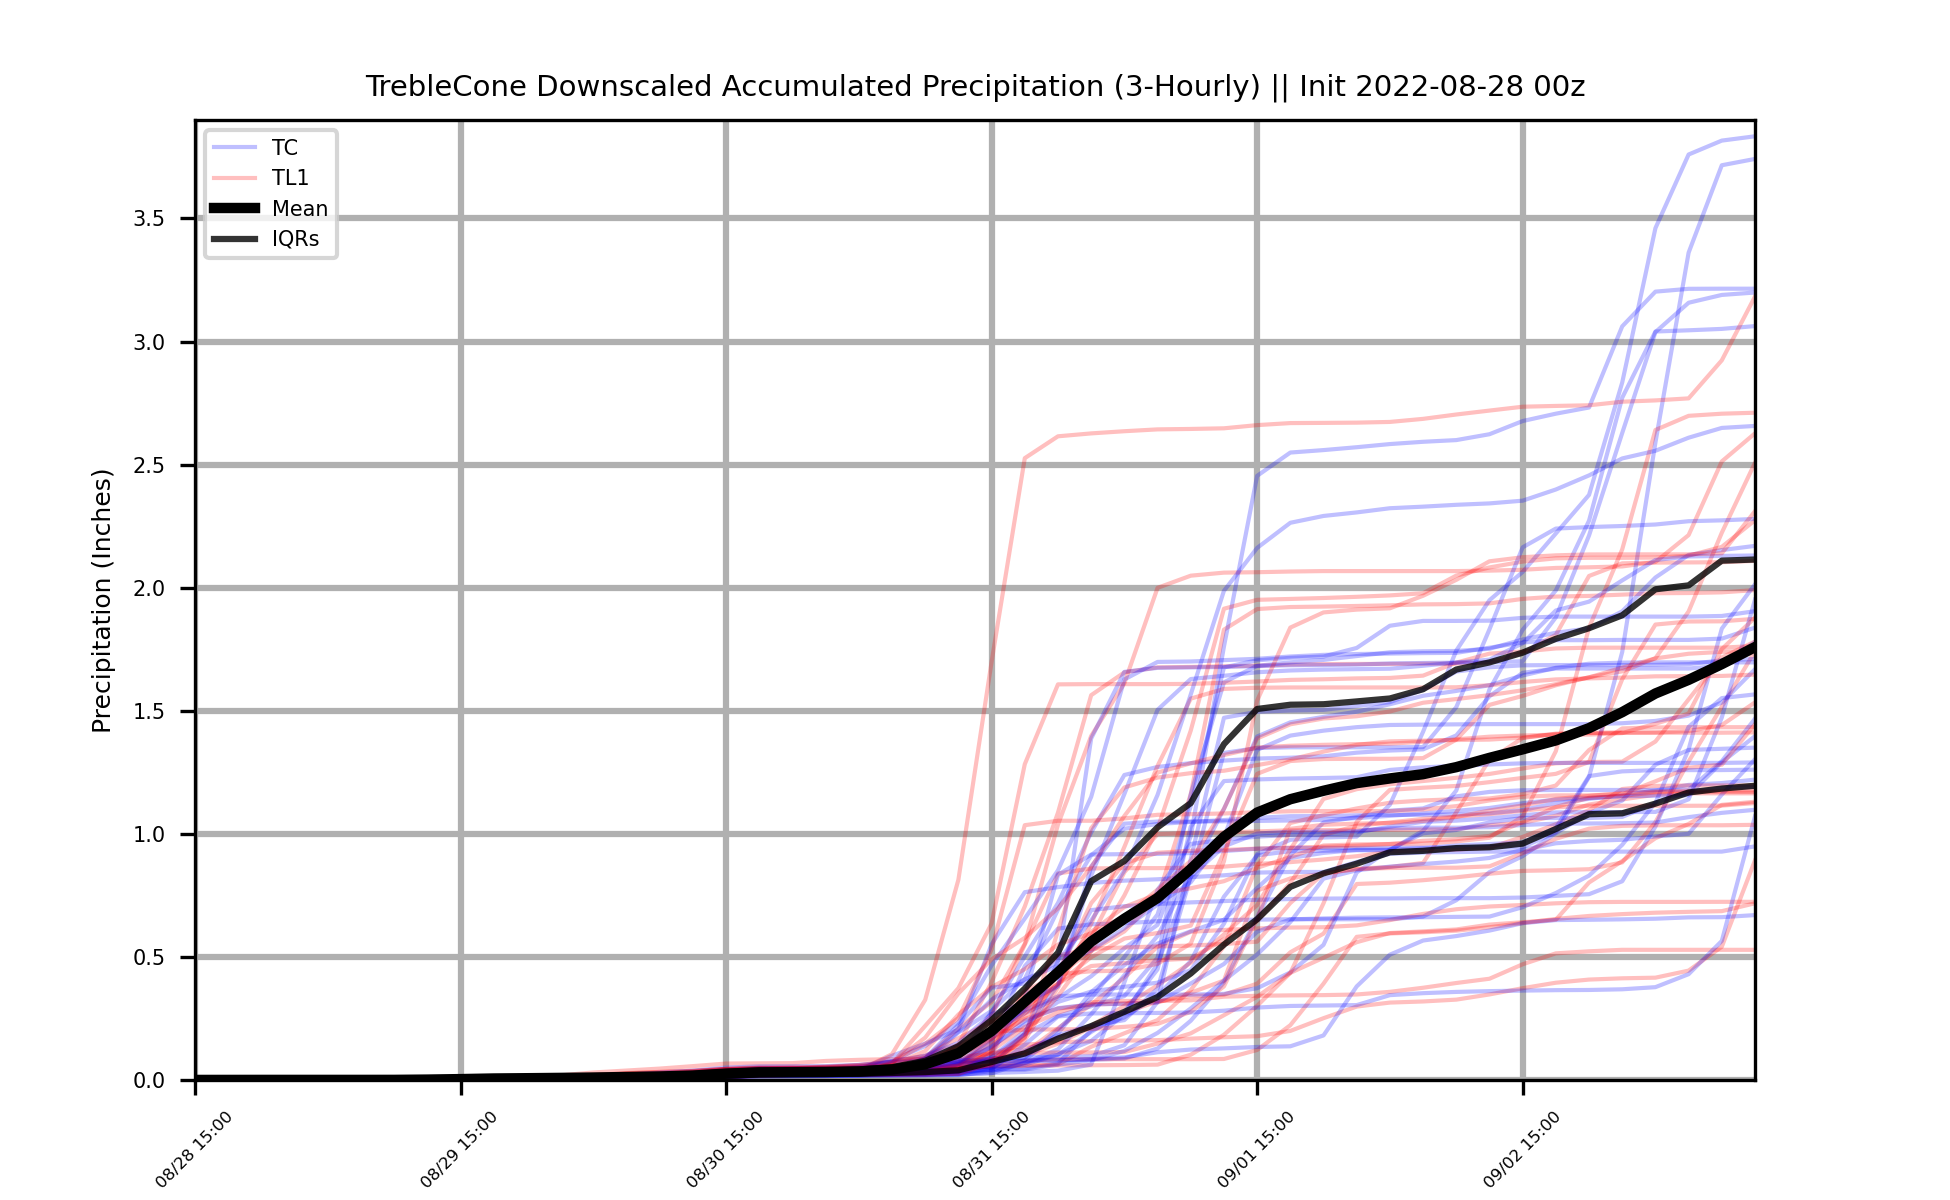 TrebleCone Downscaled Accumulated Precipitation (3-Hourly) || Init 2022-08-28 00z
TC
TL1
Mean
IQRs
Precipitation (Inches)
3.5
3.0
2.5
2.0
1.5
1.0
0.5
0.0
08/28 15:00
08/29 15:00
08/30 15:00
08/31 15:00
09/01 15:00
09/02 15:00